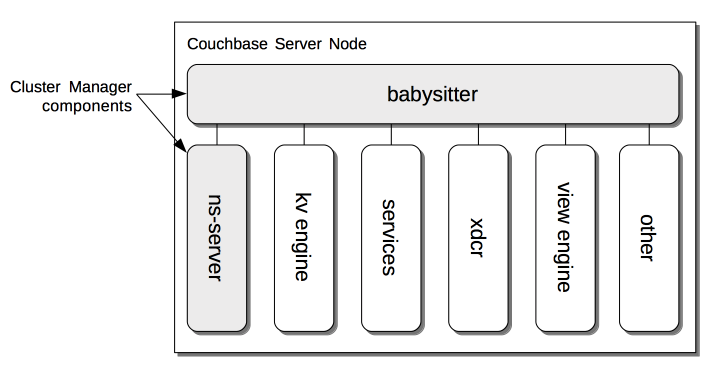 Couchbase Server Node
Cluster Manager
components
babysitter
ns-server
kv engine
services
xdcr
view engine
other